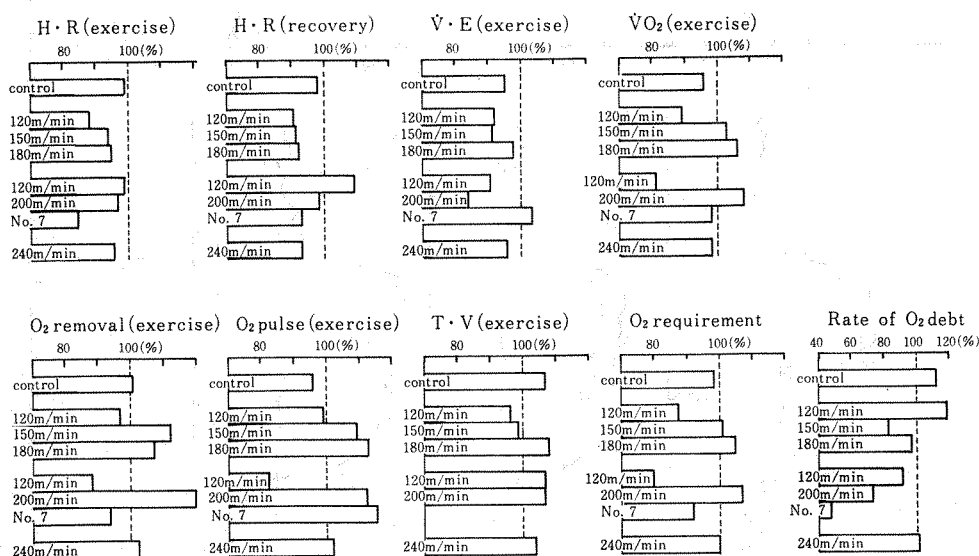 H・R (exercise)
80 100(%)
control
120m/min
150m/min
180m/min
120m/min
200m/min
No. 7
240m/min
H・R (recovery)
80 100(%)
control
120m/min
150m/min
180m/min
120m/min
200m/min
No. 7
240m/min
V̇・E (exercise)
80 100(%)
control
120m/min
150m/min
180m/min
120m/min
200m/min
No. 7
240m/min
V̇O₂ (exercise)
80 100(%)
control
120m/min
150m/min
180m/min
120m/min
200m/min
No. 7
240m/min
O₂ removal (exercise)
80 100(%)
control
120m/min
150m/min
180m/min
120m/min
200m/min
No. 7
240m/min
O₂ pulse (exercise)
80 100(%)
control
120m/min
150m/min
180m/min
120m/min
200m/min
No. 7
240m/min
T・V (exercise)
80 100(%)
control
120m/min
150m/min
180m/min
120m/min
200m/min
240m/min
O₂ requirement
80 100(%)
control
120m/min
150m/min
180m/min
120m/min
200m/min
No. 7
240m/min
Rate of O₂ debt
40 60 80 100 120(%)
control
120m/min
150m/min
180m/min
120m/min
200m/min
No. 7
240m/min